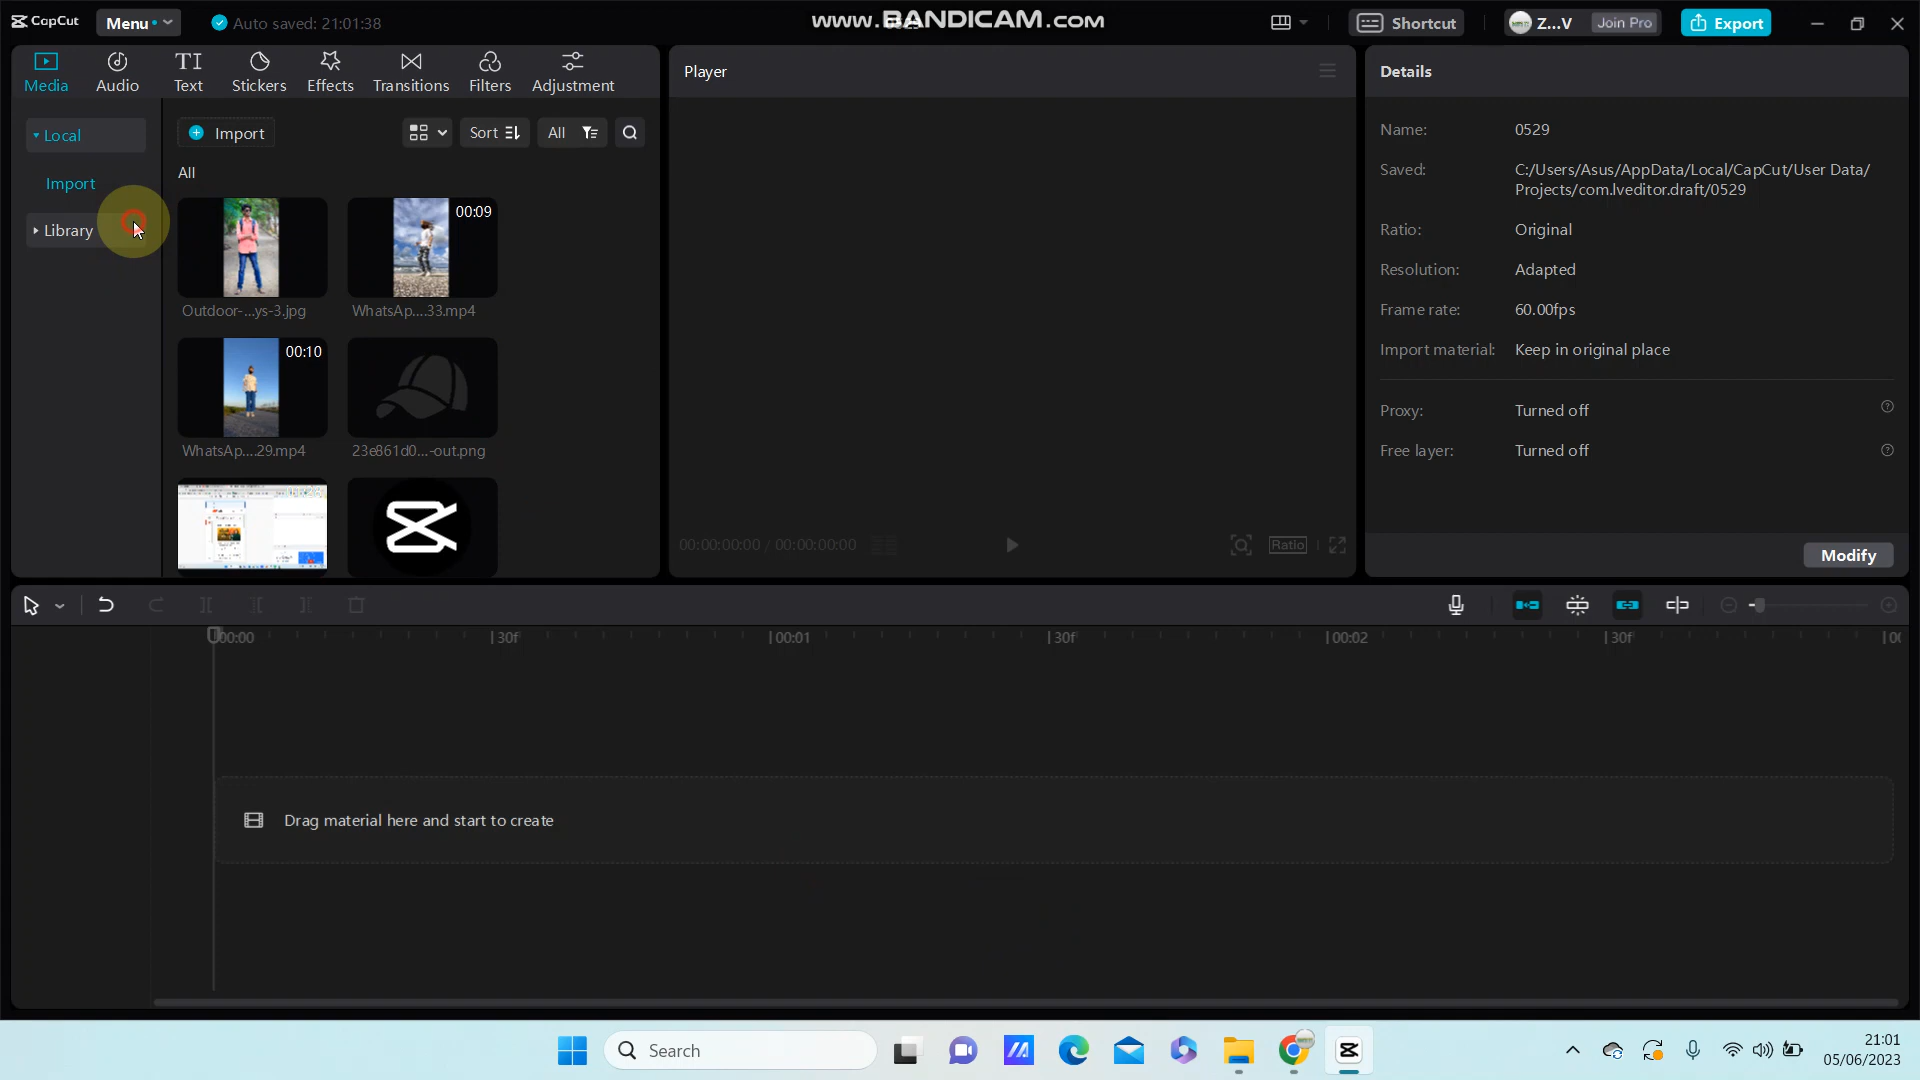 CapCut
Menu
Auto saved: 21:01:38
www.BANDICAM.com
Shortcut
Z...V
Join Pro
Export
Media
Audio
Text
Stickers
Effects
Transitions
Filters
Adjustment
Local
Import
Library
Import
Sort
All
All
00:09
Outdoor-...ys-3.jpg
WhatsAp....33.mp4
00:10
WhatsAp....29.mp4
23e861d0...-out.png
Player
00:00:00:00 / 00:00:00:00
Ratio
Details
Name: 0529
Saved: C:/Users/Asus/AppData/Local/CapCut/User Data/
Projects/com.lveditor.draft/0529
Ratio: Original
Resolution: Adapted
Frame rate: 60.00fps
Import material: Keep in original place
Proxy: Turned off
Free layer: Turned off
Modify
00:00
30f
00:01
30f
00:02
30f
Drag material here and start to create
Search
21:01
05/06/2023